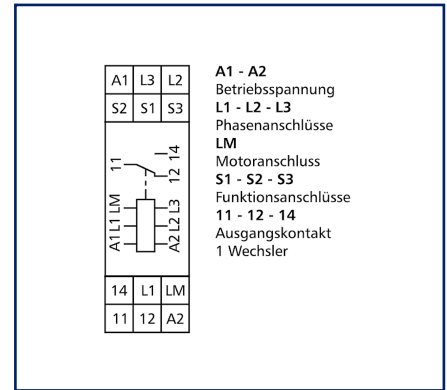 A1 L3 L2
S2 S1 S3
11 12 14
A1 L1 LM
A2 L2 L3
14 L1 LM
11 12 A2
A1 - A2
Betriebsspannung
L1 - L2 - L3
Phasenanschlüsse
LM
Motoranschluss
S1 - S2 - S3
Funktionsanschlüsse
11 - 12 - 14
Ausgangskontakt
1 Wechsler